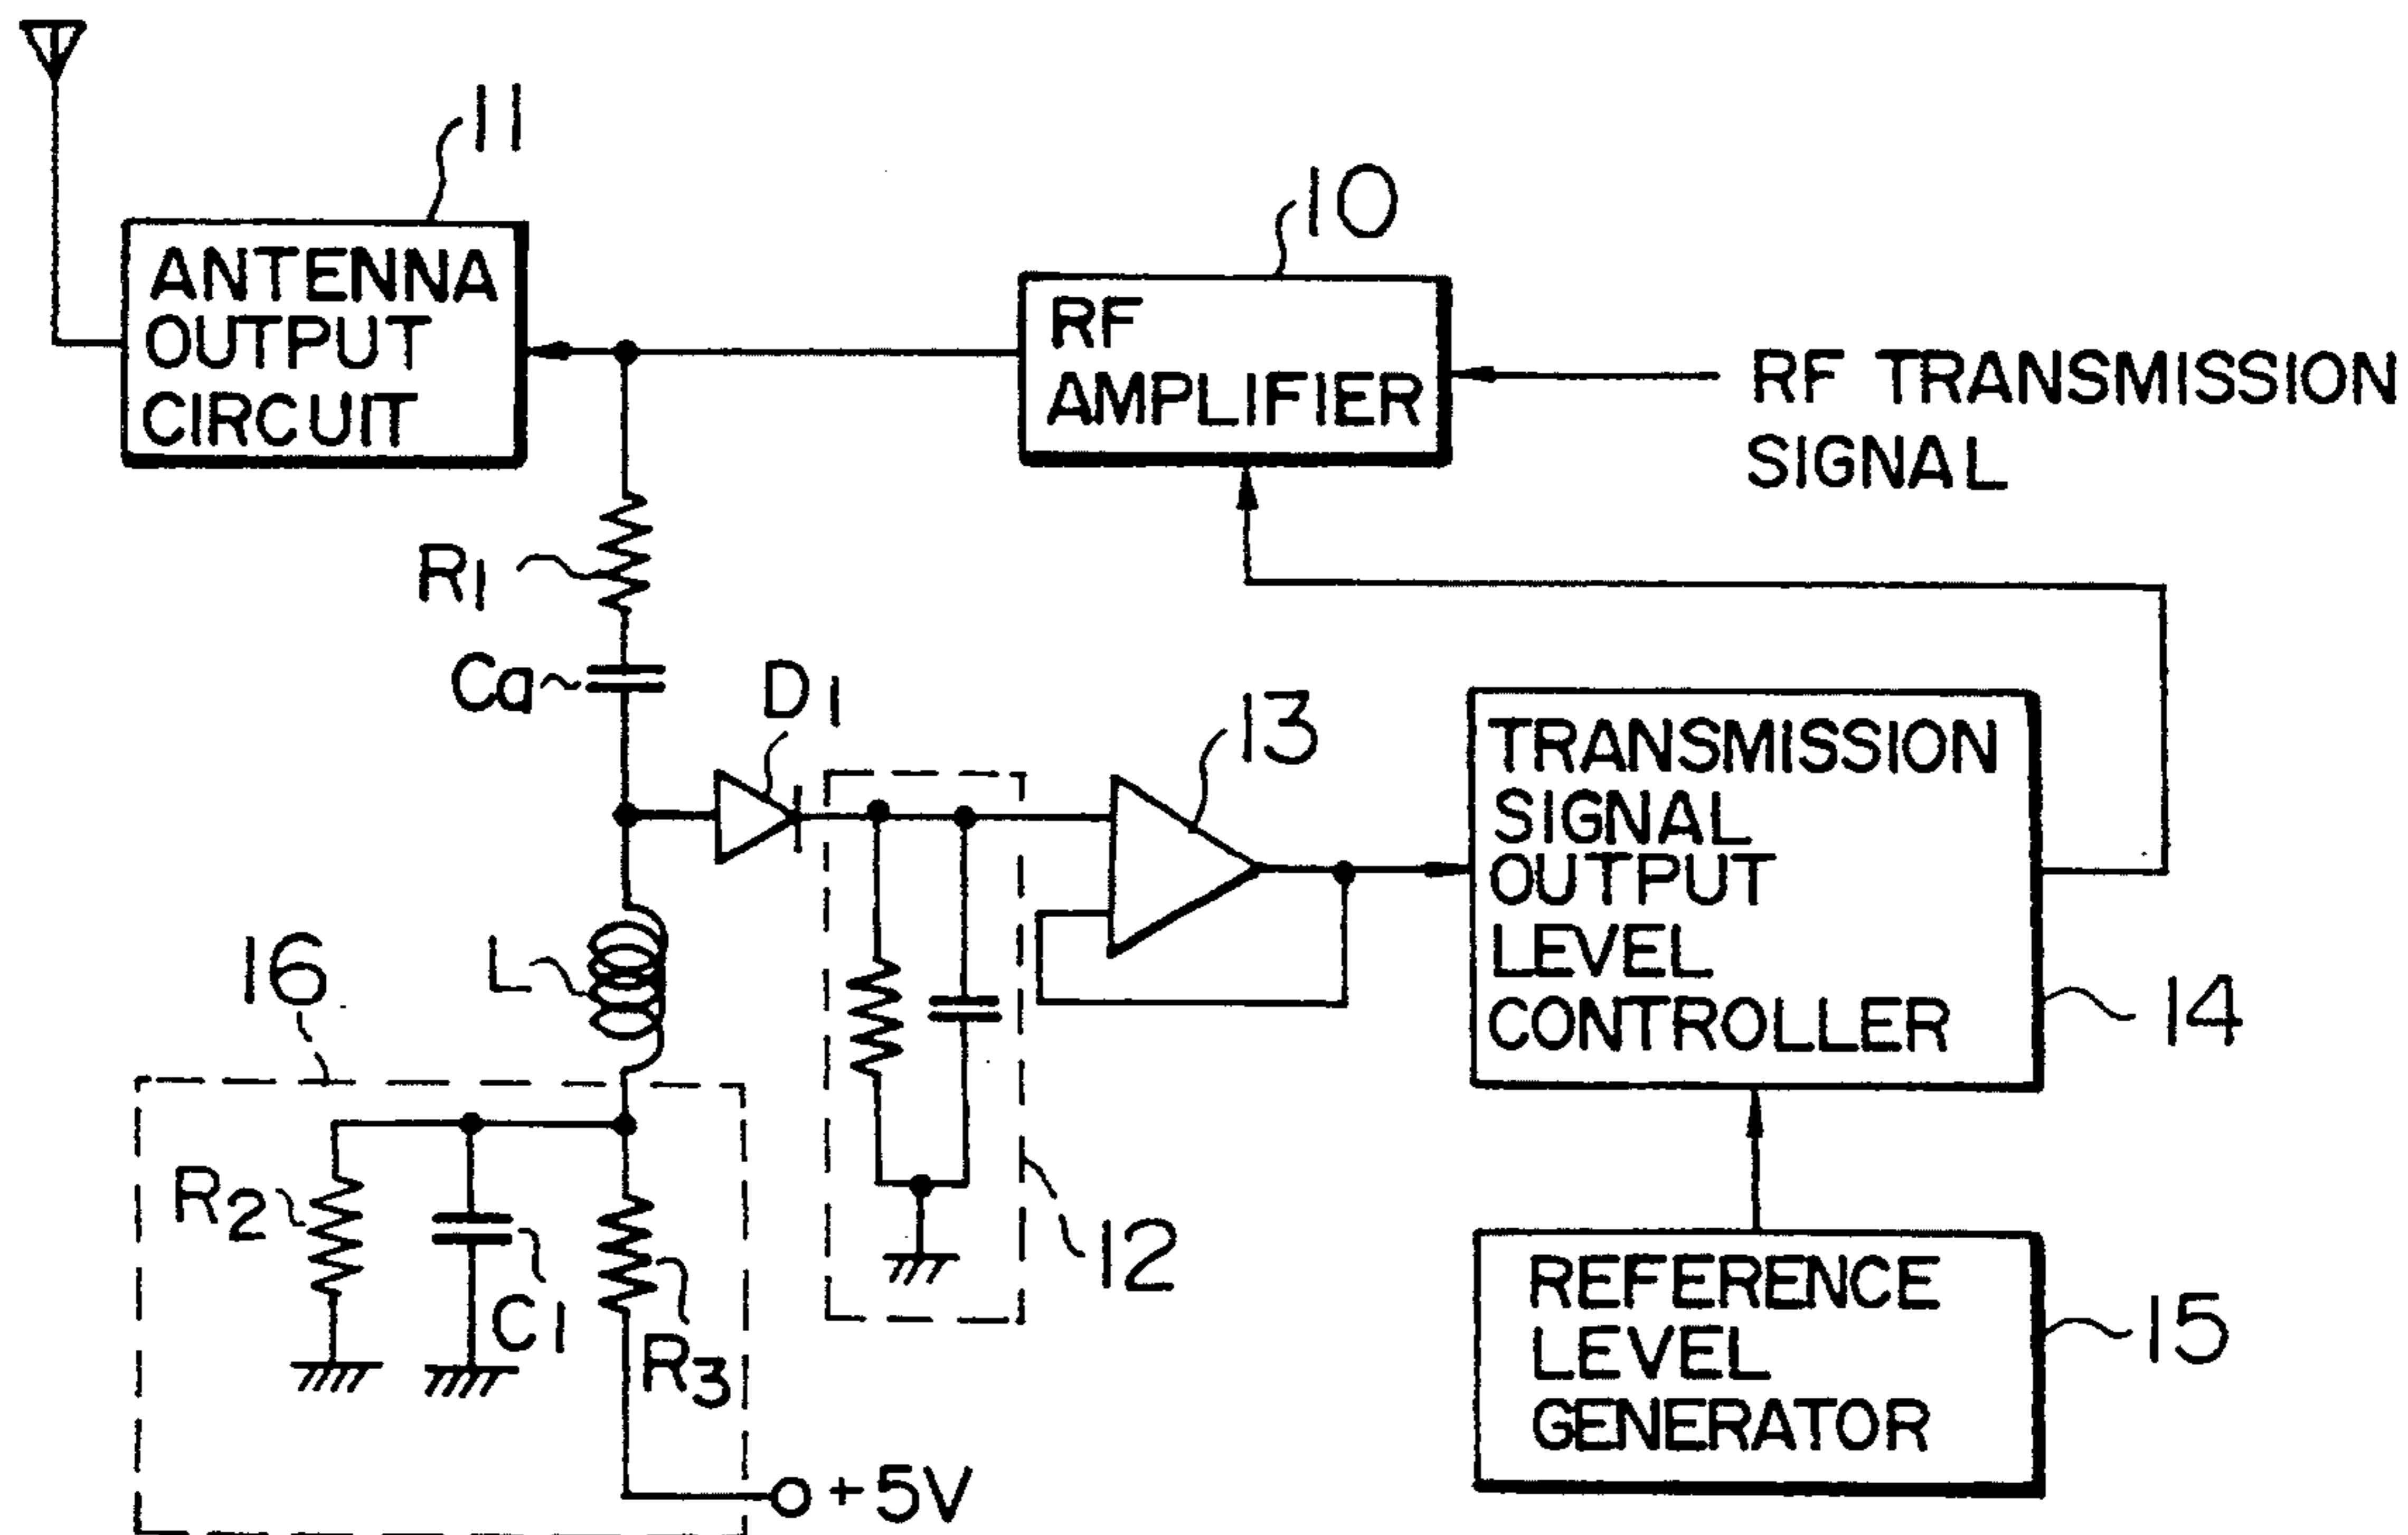 11
ANTENNA
OUTPUT
CIRCUIT
10
RF
AMPLIFIER
RF TRANSMISSION
SIGNAL
R1
Ca
D1
13
TRANSMISSION
SIGNAL
OUTPUT
LEVEL
CONTROLLER
14
16
L
R2
C1
R3
+5V
12
REFERENCE
LEVEL
GENERATOR
15